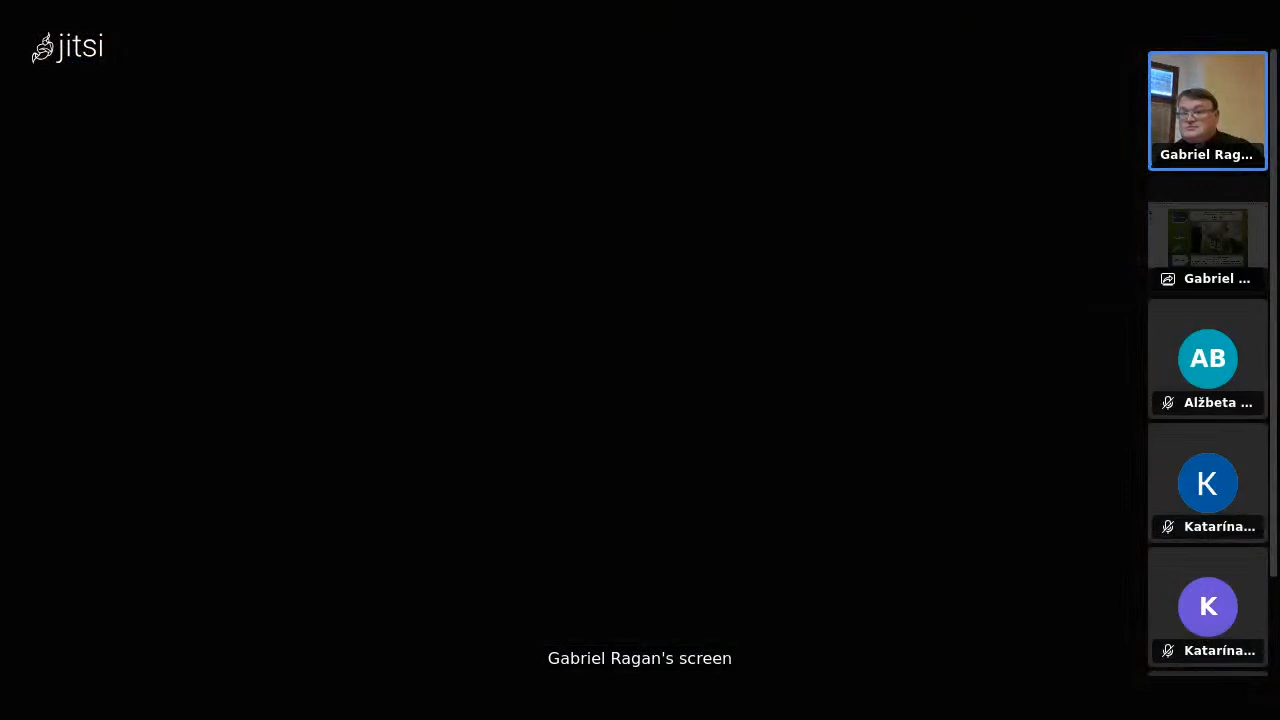 jitsi
Gabriel Rag...
Gabriel ...
AB
Alžbeta ...
K
Katarína...
K
Katarína...
Gabriel Ragan's screen